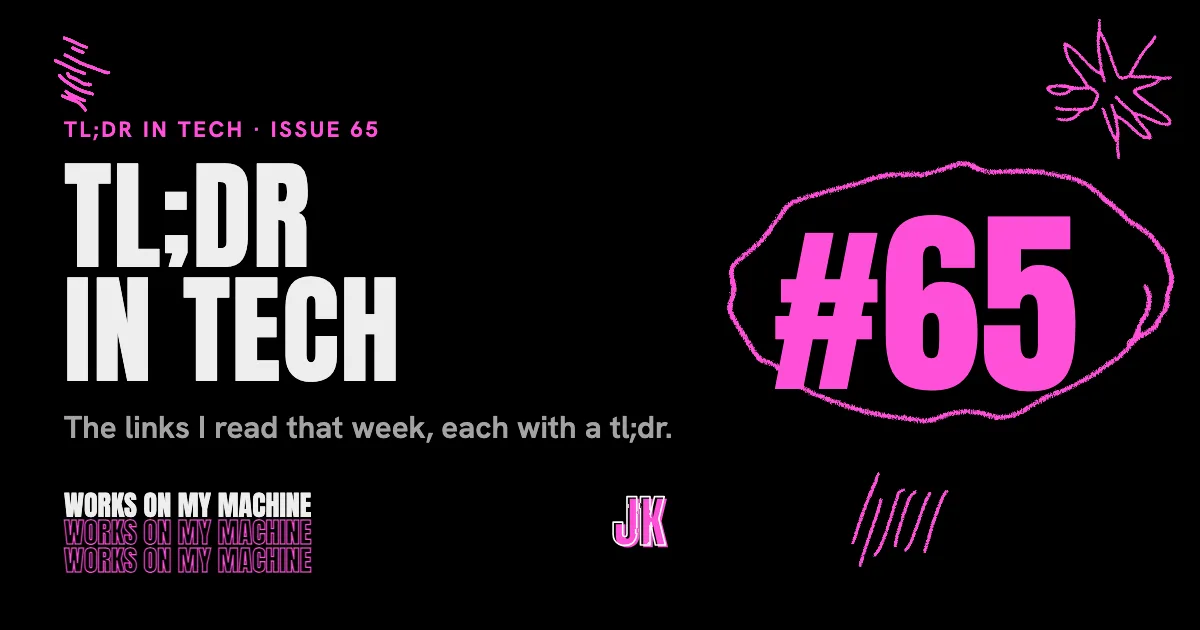 TL;DR IN TECH · ISSUE 65
TL;DR
IN TECH
#65
The links I read that week, each with a tl;dr.
WORKS ON MY MACHINE
WORKS ON MY MACHINE
WORKS ON MY MACHINE
JK